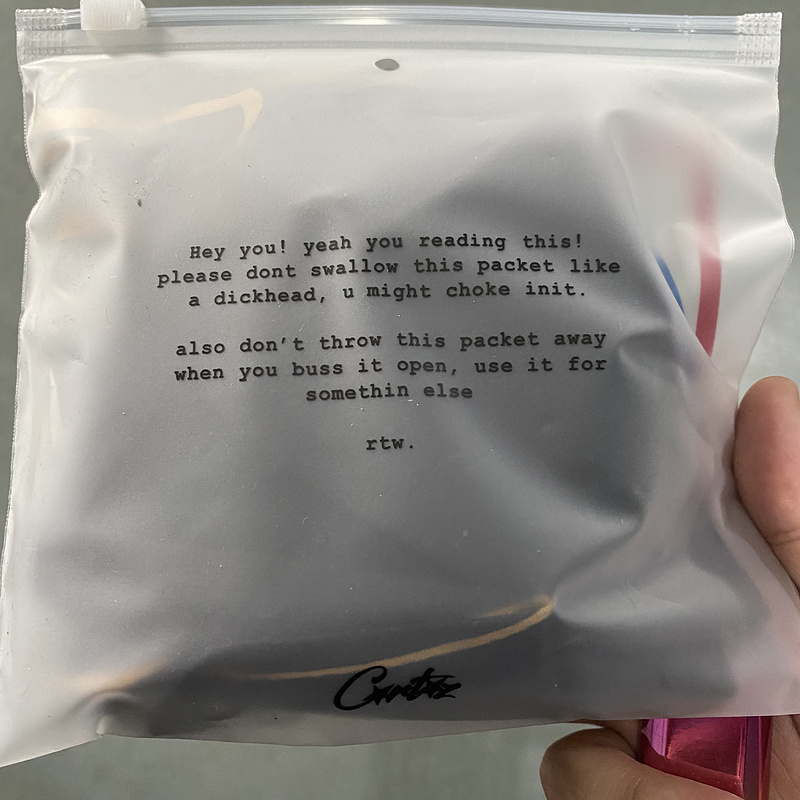 Hey you! yeah you reading this!
please dont swallow this packet like
a dickhead, u might choke init.
also don't throw this packet away
when you buss it open, use it for
somethin else
rtw.
Corteiz